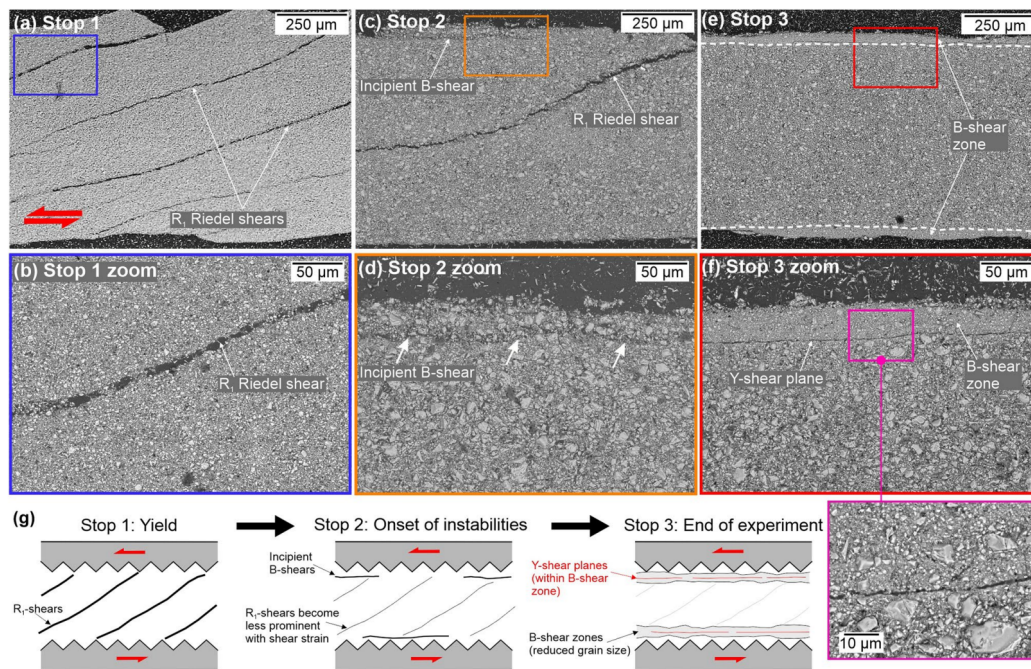 (a) Stop 1
250 µm
R₁ Riedel shears
(c) Stop 2
250 µm
Incipient B-shear
R₁ Riedel shear
(e) Stop 3
250 µm
B-shear
zone
(b) Stop 1 zoom
50 µm
R₁ Riedel shear
(d) Stop 2 zoom
50 µm
Incipient B-shear
(f) Stop 3 zoom
50 µm
Y-shear plane
B-shear
zone
10 µm
(g)
Stop 1: Yield
R₁-shears
Stop 2: Onset of instabilities
Incipient
B-shears
R₁-shears become
less prominent
with shear strain
Stop 3: End of experiment
Y-shear planes
(within B-shear
zone)
B-shear zones
(reduced grain size)